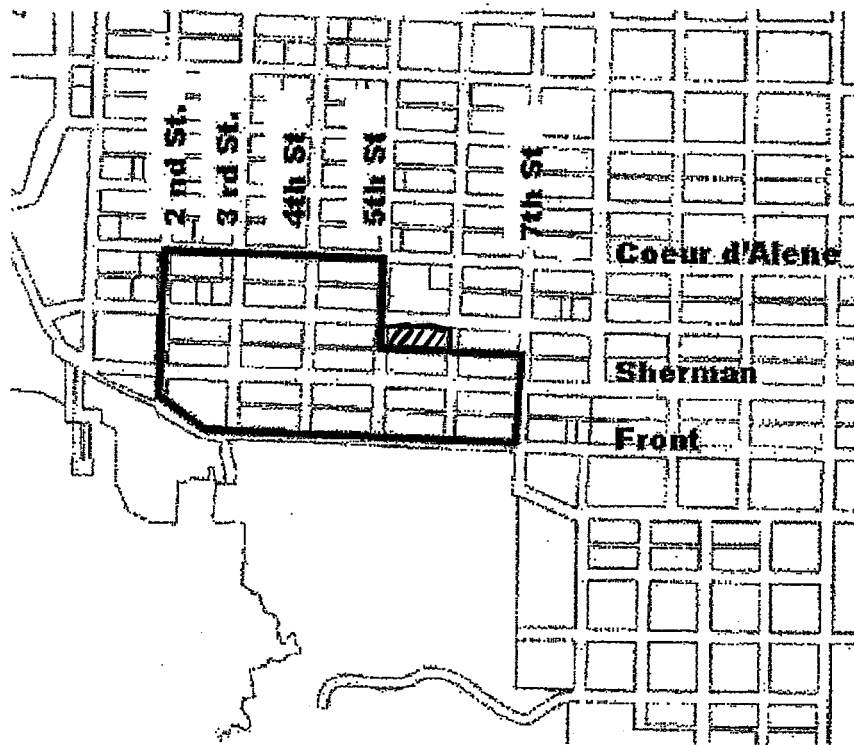 2 nd St.
3 rd St.
4th St
5th St
7th St
Coeur d'Alene
Sherman
Front